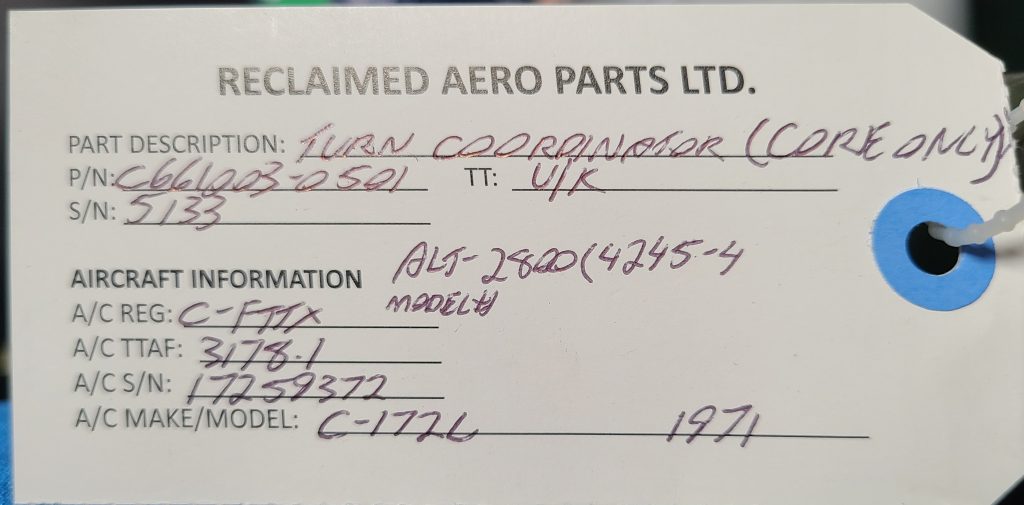 RECLAIMED AERO PARTS LTD.
PART DESCRIPTION: TURN COORDINATOR (CORE ONLY)
P/N: C661003-0501 TT: U/K
S/N: 5133
AIRCRAFT INFORMATION ALT-2820(4245-4
MODEL#
A/C REG: C-FTTX
A/C TTAF: 3178.1
A/C S/N: 17259372
A/C MAKE/MODEL: C-172L 1971